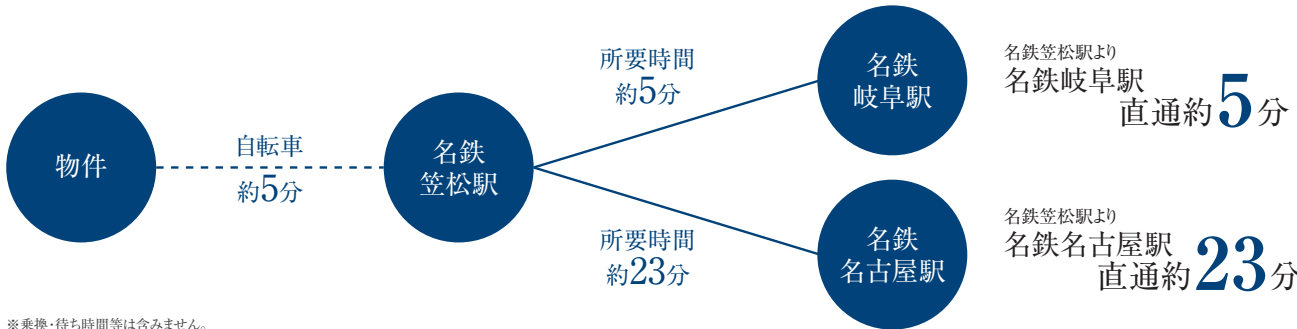 物件
自転車
約5分
名鉄
笠松駅
所要時間
約5分
名鉄
岐阜駅
名鉄笠松駅より
名鉄岐阜駅
直通約5分
所要時間
約23分
名鉄
名古屋駅
名鉄笠松駅より
名鉄名古屋駅
直通約23分
※乗換・待ち時間等は含みません。